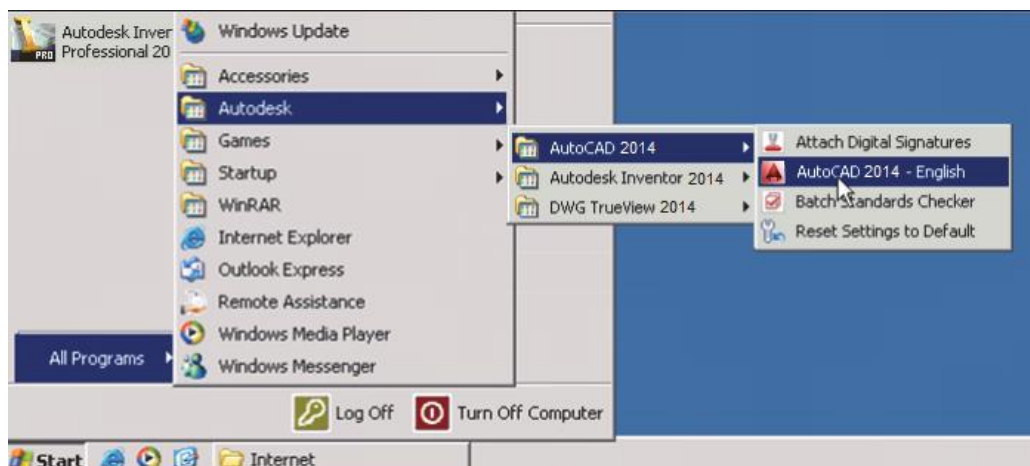 Autodesk Inver
PRO Professional 20
Windows Update
Accessories
Autodesk
Games
Startup
WinRAR
Internet Explorer
Outlook Express
Remote Assistance
Windows Media Player
Windows Messenger
AutoCAD 2014
Autodesk Inventor 2014
DWG TrueView 2014
Attach Digital Signatures
AutoCAD 2014 - English
Batch Standards Checker
Reset Settings to Default
All Programs
Log Off
Turn Off Computer
Start
Internet